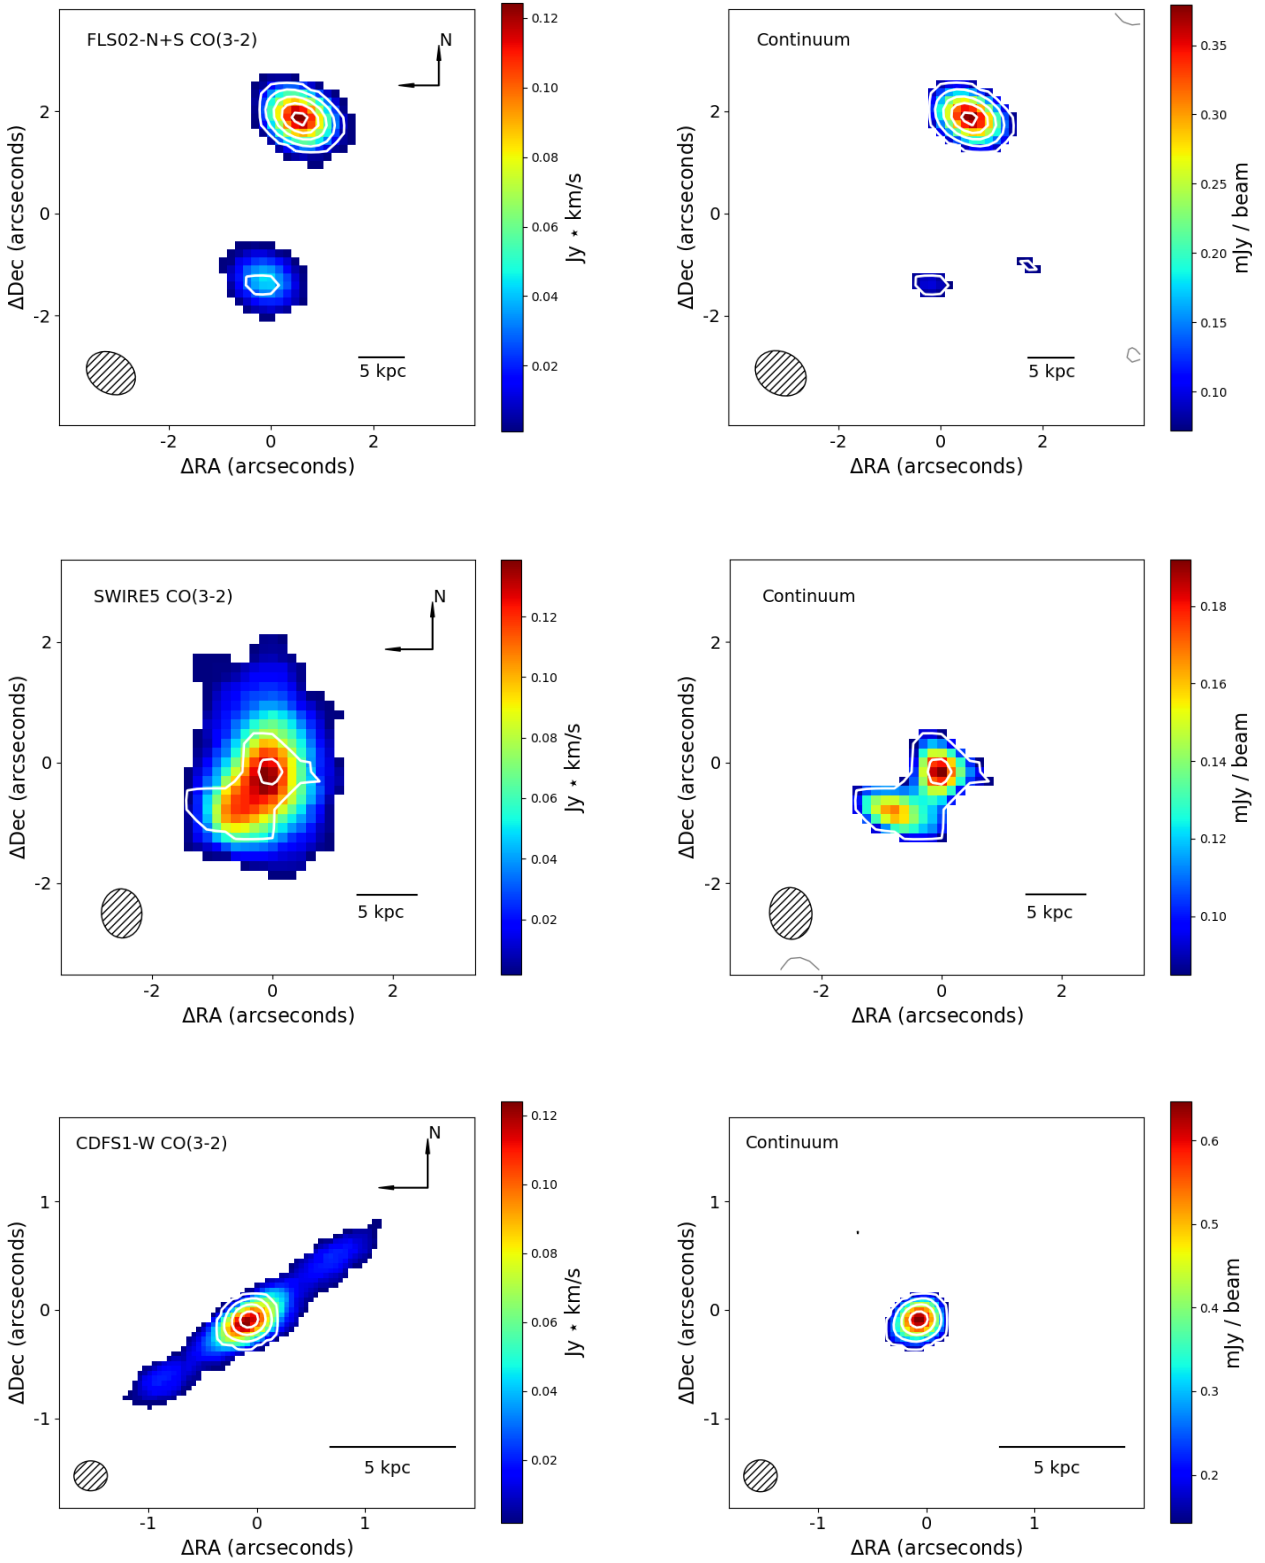 FLS02-N+S CO(3-2)
N
2
0
-2
ΔDec (arcseconds)
5 kpc
-2 0 2
ΔRA (arcseconds)
0.12
0.10
0.08
0.06
0.04
0.02
Jy ⋆ km/s
Continuum
2
0
-2
ΔDec (arcseconds)
5 kpc
-2 0 2
ΔRA (arcseconds)
0.35
0.30
0.25
0.20
0.15
0.10
mJy / beam
SWIRE5 CO(3-2)
N
2
0
-2
ΔDec (arcseconds)
5 kpc
-2 0 2
ΔRA (arcseconds)
0.12
0.10
0.08
0.06
0.04
0.02
Jy ⋆ km/s
Continuum
2
0
-2
ΔDec (arcseconds)
5 kpc
-2 0 2
ΔRA (arcseconds)
0.18
0.16
0.14
0.12
0.10
mJy / beam
CDFS1-W CO(3-2)
N
1
0
-1
ΔDec (arcseconds)
5 kpc
-1 0 1
ΔRA (arcseconds)
0.12
0.10
0.08
0.06
0.04
0.02
Jy ⋆ km/s
Continuum
1
0
-1
ΔDec (arcseconds)
5 kpc
-1 0 1
ΔRA (arcseconds)
0.6
0.5
0.4
0.3
0.2
mJy / beam